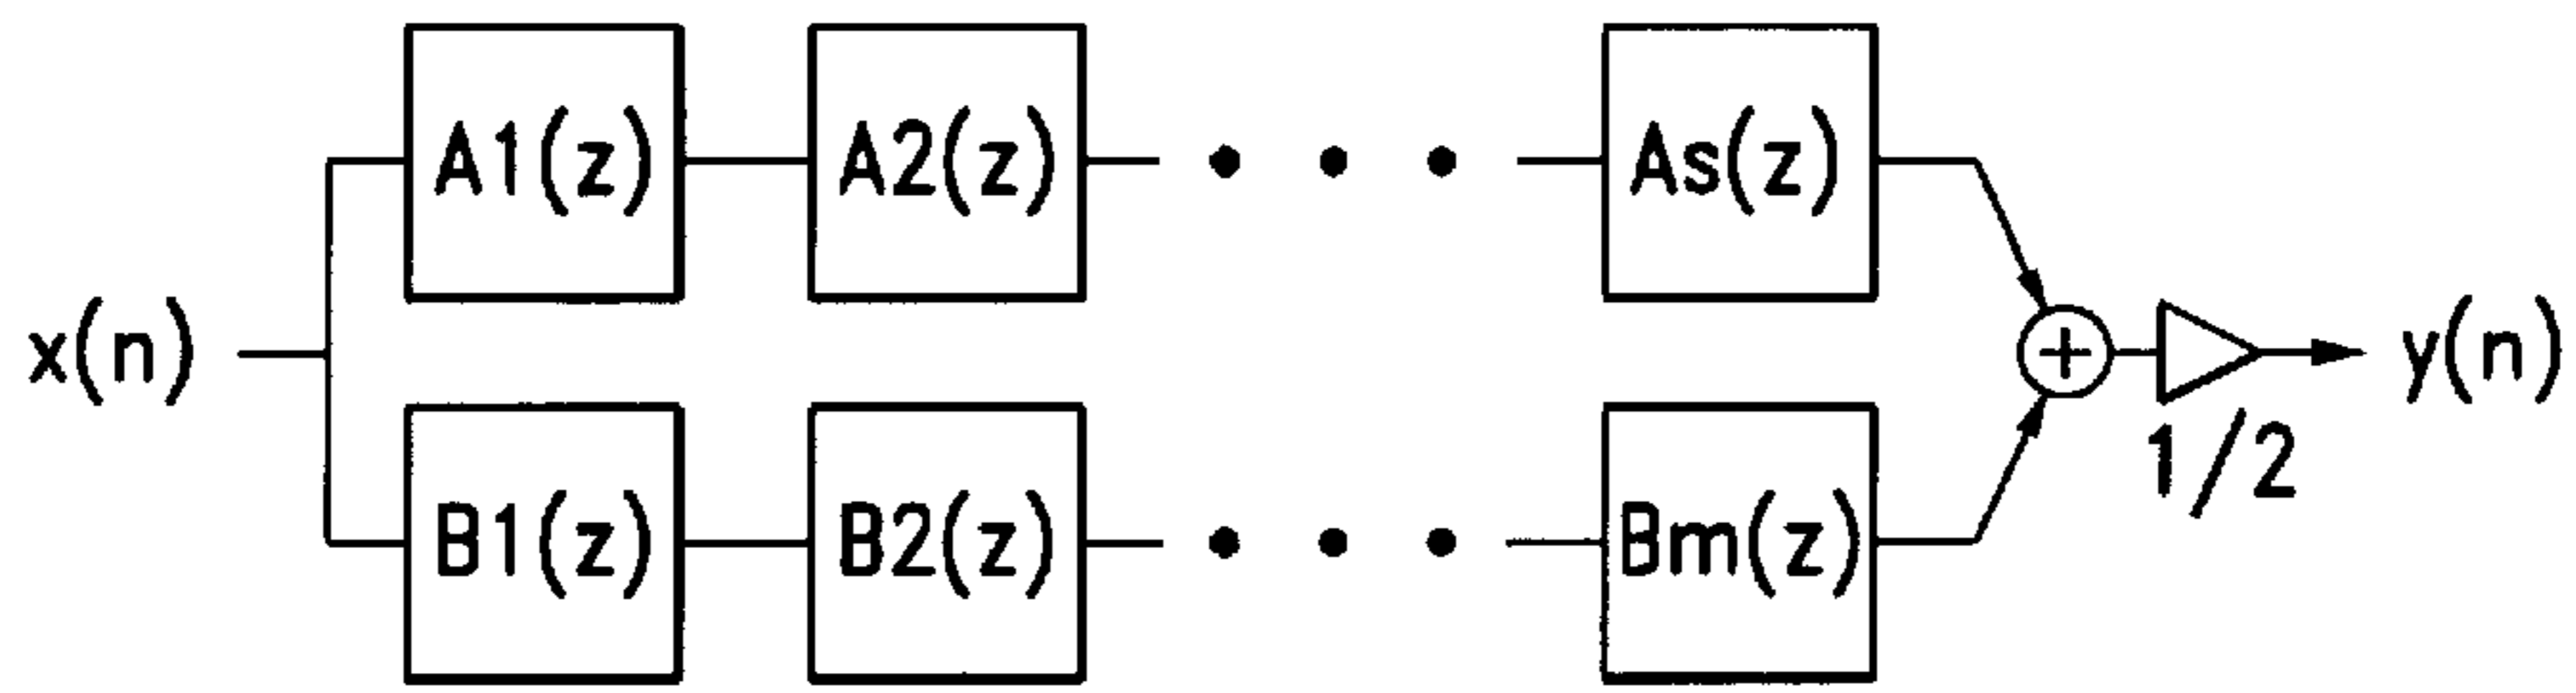 A1(z) A2(z) • • • As(z)
x(n) + y(n)
1/2
B1(z) B2(z) • • • Bm(z)